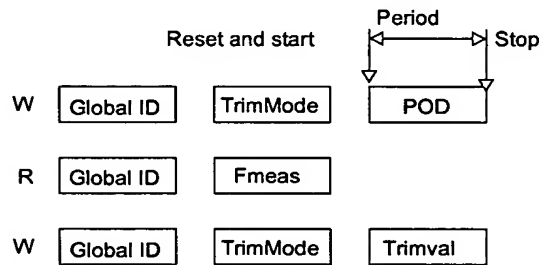 Period
Reset and start Stop
W Global ID TrimMode POD
R Global ID Fmeas
W Global ID TrimMode Trimval